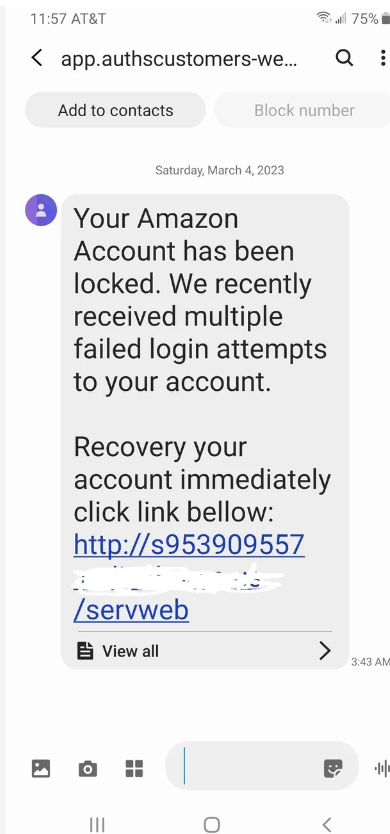 11:57 AT&T 75%
app.authscustomers-we...
Add to contacts
Block number
Saturday, March 4, 2023
Your Amazon
Account has been
locked. We recently
received multiple
failed login attempts
to your account.
Recovery your
account immediately
click link bellow:
http://s953909557
/servweb
View all
3:43 AM